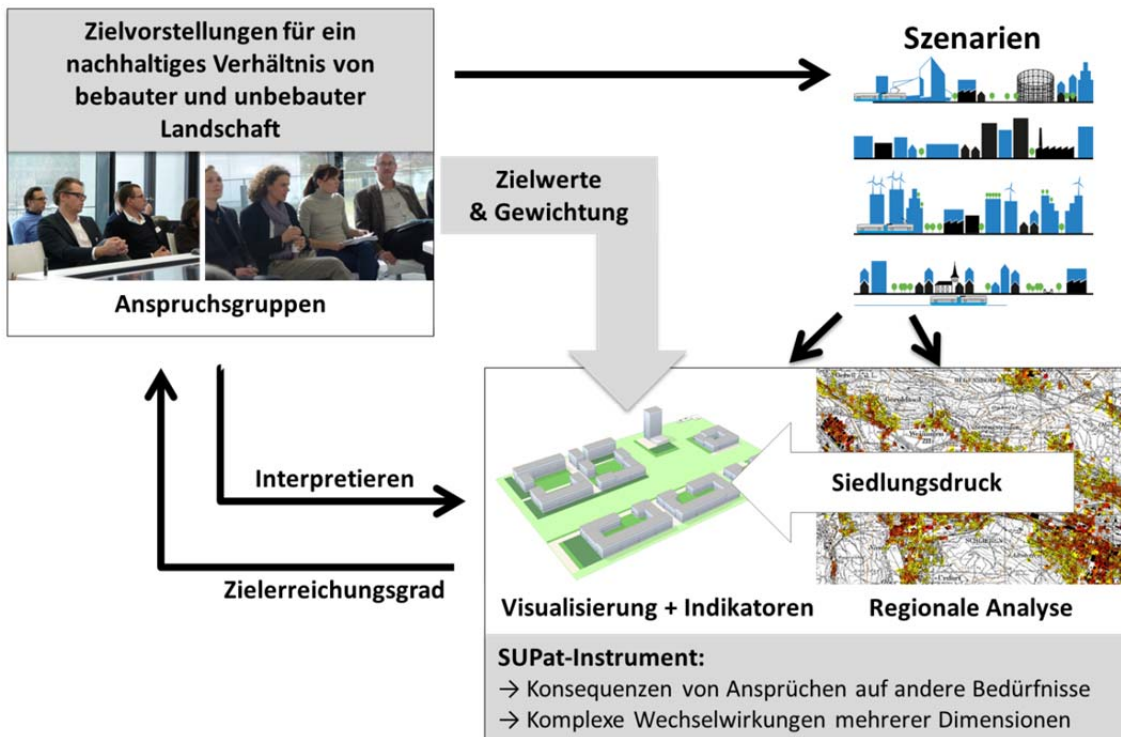 Zielvorstellungen für ein
nachhaltiges Verhältnis von
bebauter und unbebauter
Landschaft
Anspruchsgruppen
Szenarien
Zielwerte
& Gewichtung
Interpretieren
Zielerreichungsgrad
Siedlungsdruck
Visualisierung + Indikatoren
Regionale Analyse
SUPat-Instrument:
→ Konsequenzen von Ansprüchen auf andere Bedürfnisse
→ Komplexe Wechselwirkungen mehrerer Dimensionen